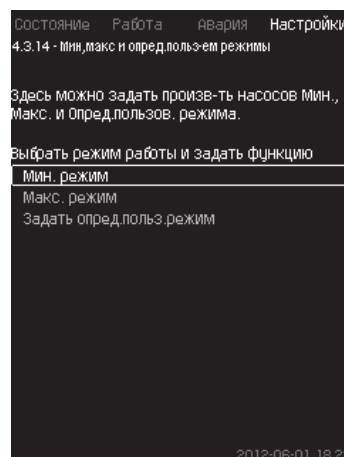 Состояние Работа Авария Настройки
4.3.14 - Мин,макс и опред.польз-ем режимы
Здесь можно задать произв-ть насосов Мин.,
Макс. и Опред.пользов. режима.
Выбрать режим работы и задать функцию
Мин. режим
Макс. режим
Задать опред.польз.режим
2012-06-01 18:2